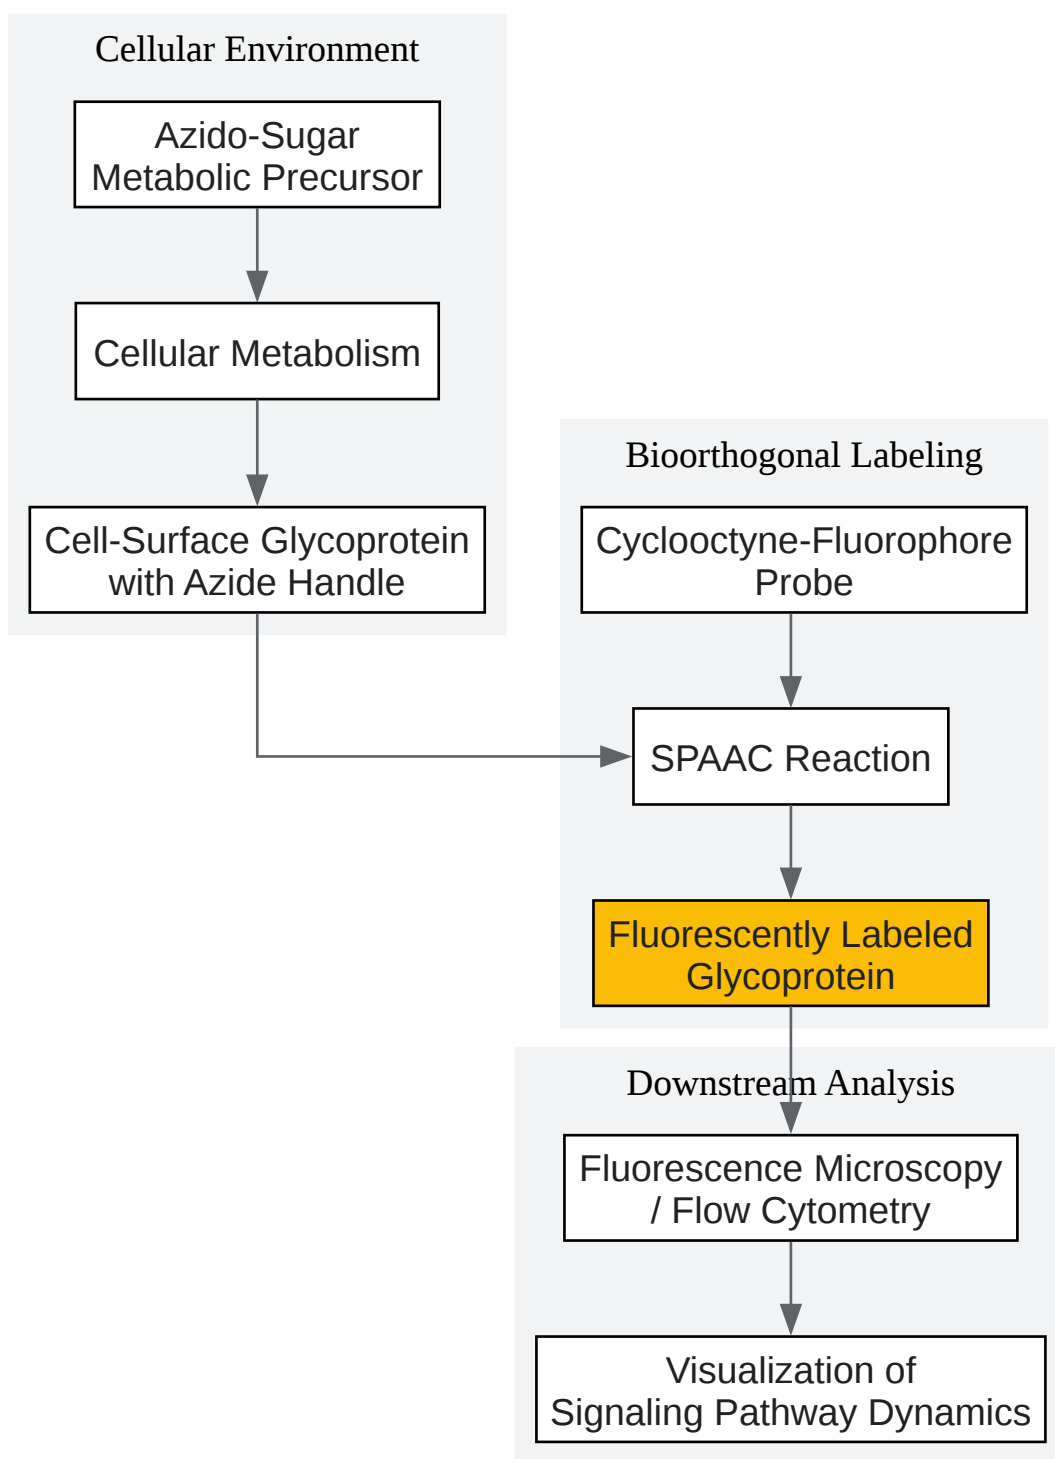 Cellular Environment
Azido-Sugar
Metabolic Precursor
Cellular Metabolism
Cell-Surface Glycoprotein
with Azide Handle
Bioorthogonal Labeling
Cyclooctyne-Fluorophore
Probe
SPAAC Reaction
Fluorescently Labeled
Glycoprotein
Downstream Analysis
Fluorescence Microscopy
/ Flow Cytometry
Visualization of
Signaling Pathway Dynamics